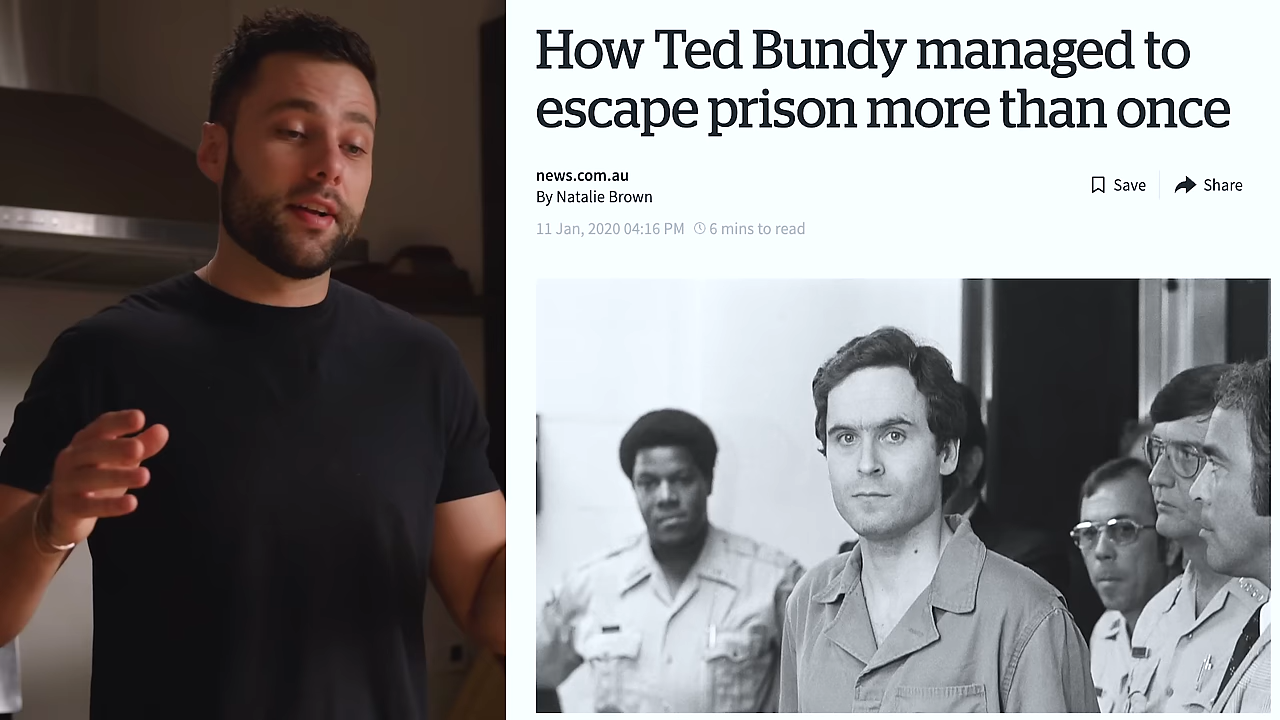 How Ted Bundy managed to
escape prison more than once
news.com.au
By Natalie Brown
Save
Share
11 Jan, 2020 04:16 PM
6 mins to read